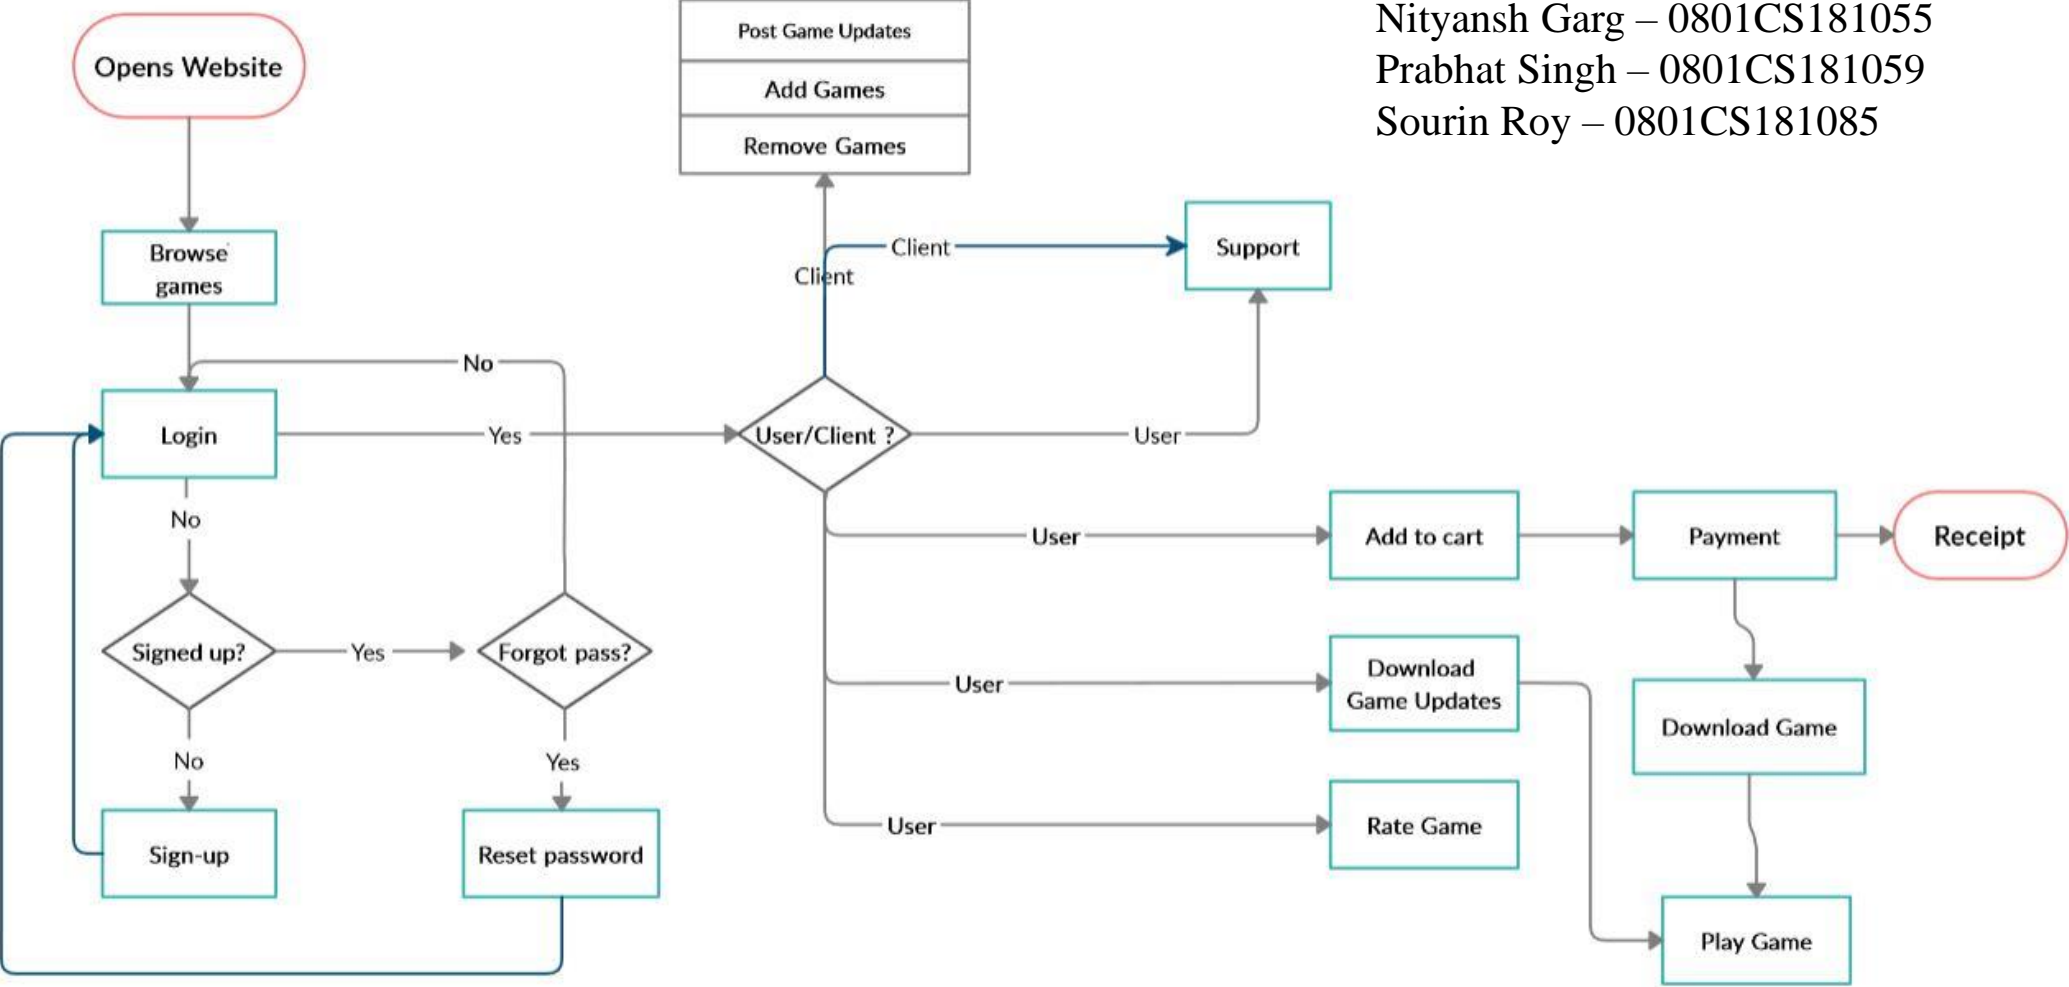 Nityansh Garg – 0801CS181055
Prabhat Singh – 0801CS181059
Sourin Roy – 0801CS181085
Opens Website
Post Game Updates
Add Games
Remove Games
Browse
games
Client
Support
Client
No
Login
Yes
User/Client ?
User
No
User
Add to cart
Payment
Receipt
Signed up?
Yes
Forgot pass?
User
Download
Game Updates
Download Game
No
Yes
User
Rate Game
Sign-up
Reset password
Play Game